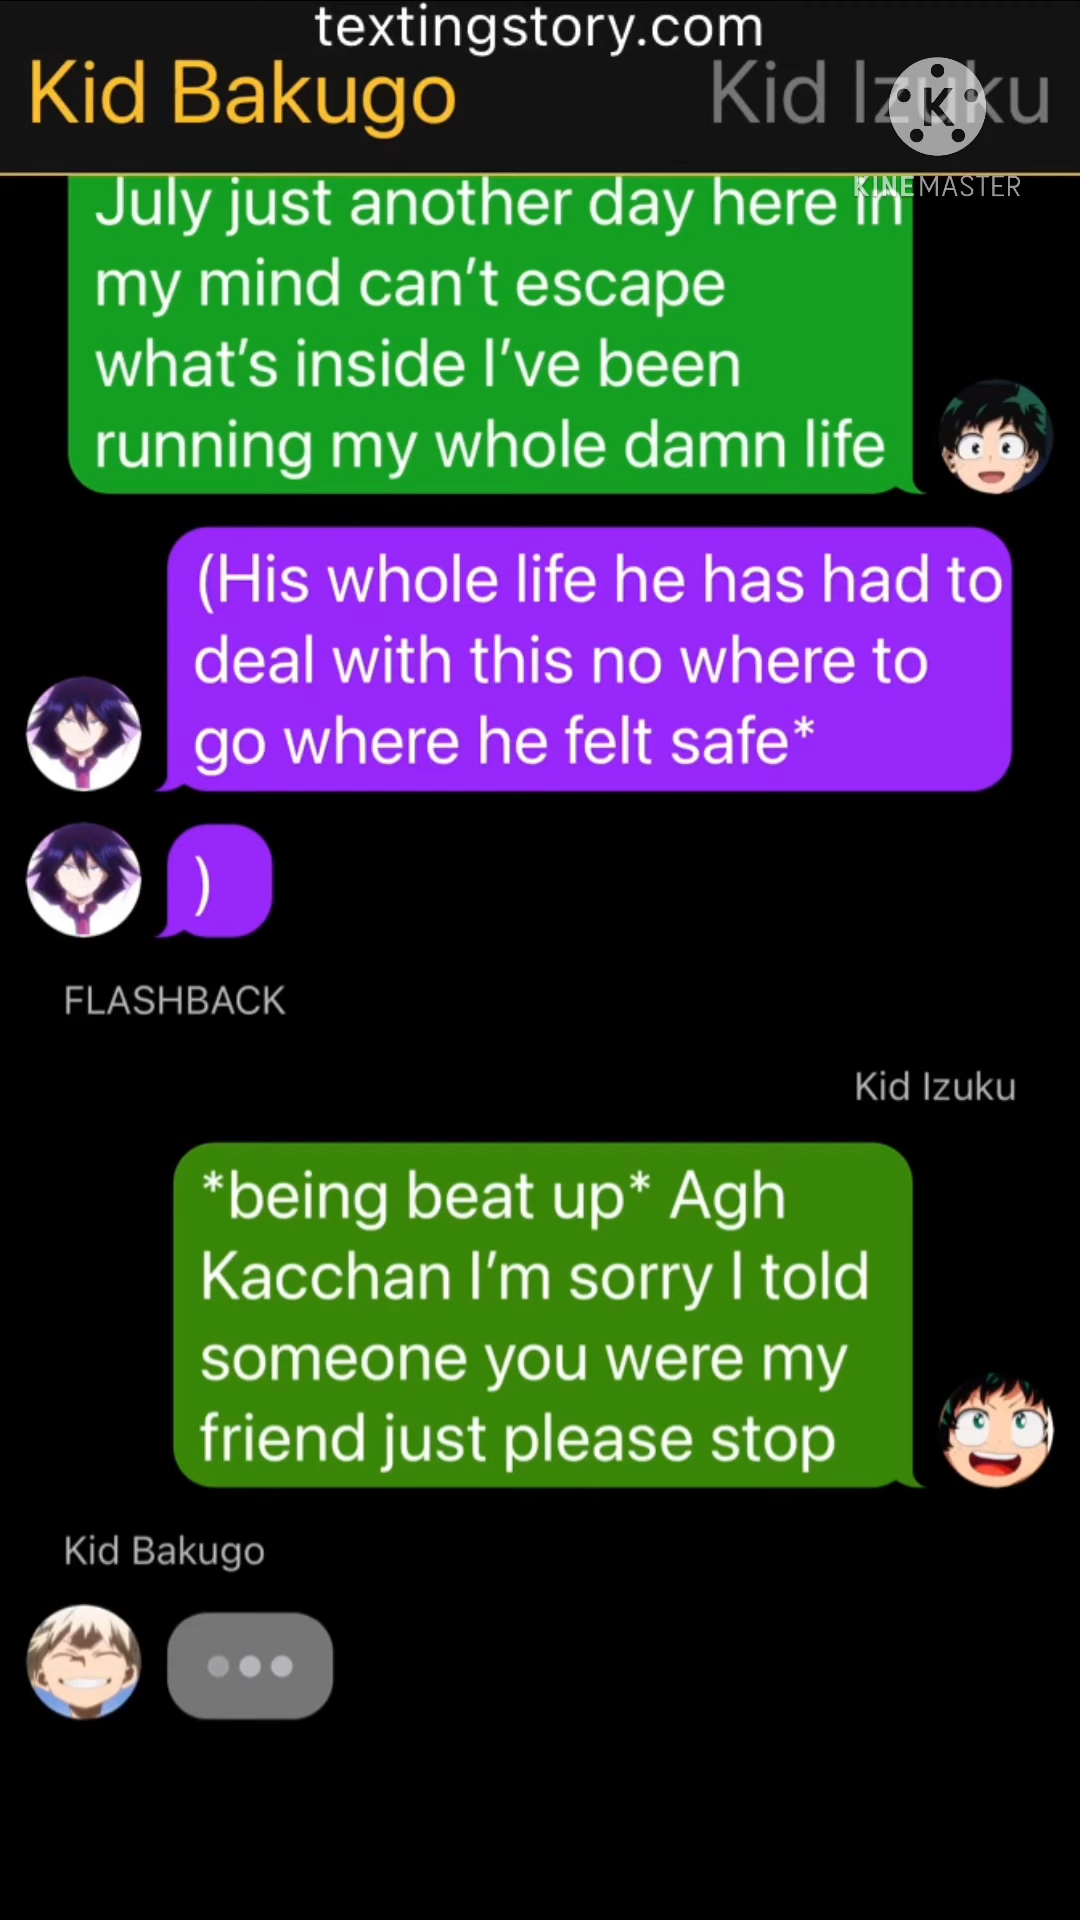 textingstory.com
Kid Bakugo
Kid Izuku
K
KINEMASTER
July just another day here in
my mind can't escape
what's inside I've been
running my whole damn life
(His whole life he has had to
deal with this no where to
go where he felt safe*
)
FLASHBACK
Kid Izuku
*being beat up* Agh
Kacchan I'm sorry I told
someone you were my
friend just please stop
Kid Bakugo